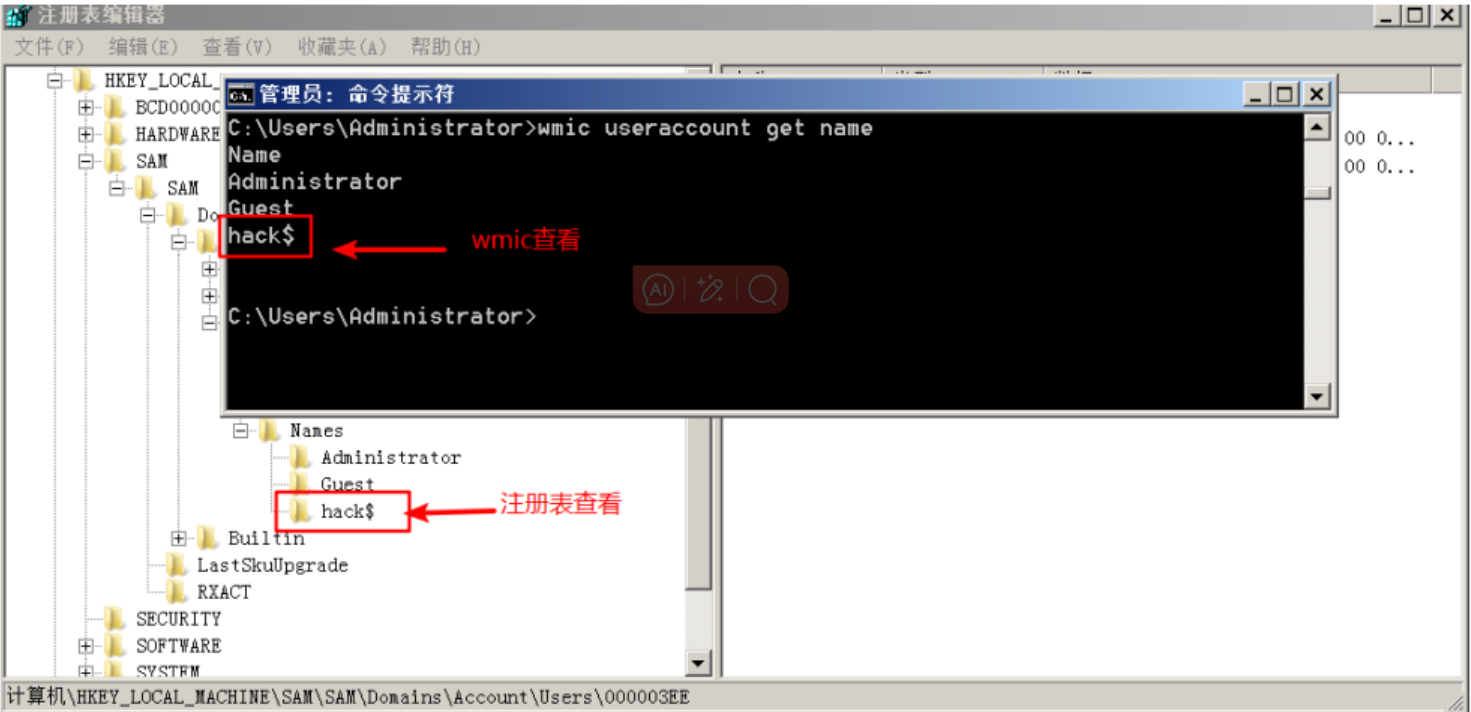 注册表编辑器
文件(F) 编辑(E) 查看(V) 收藏夹(A) 帮助(H)
HKEY_LOCAL_
BCD00000
HARDWARE
SAM
SAM
Do
管理员: 命令提示符
C:\Users\Administrator>wmic useraccount get name
Name
Administrator
Guest
hack$
wmic查看
AI
C:\Users\Administrator>
00 0...
00 0...
Names
Administrator
Guest
hack$
注册表查看
Builtin
LastSkuUpgrade
RXACT
SECURITY
SOFTWARE
SYSTEM
计算机\HKEY_LOCAL_MACHINE\SAM\SAM\Domains\Account\Users\000003EE